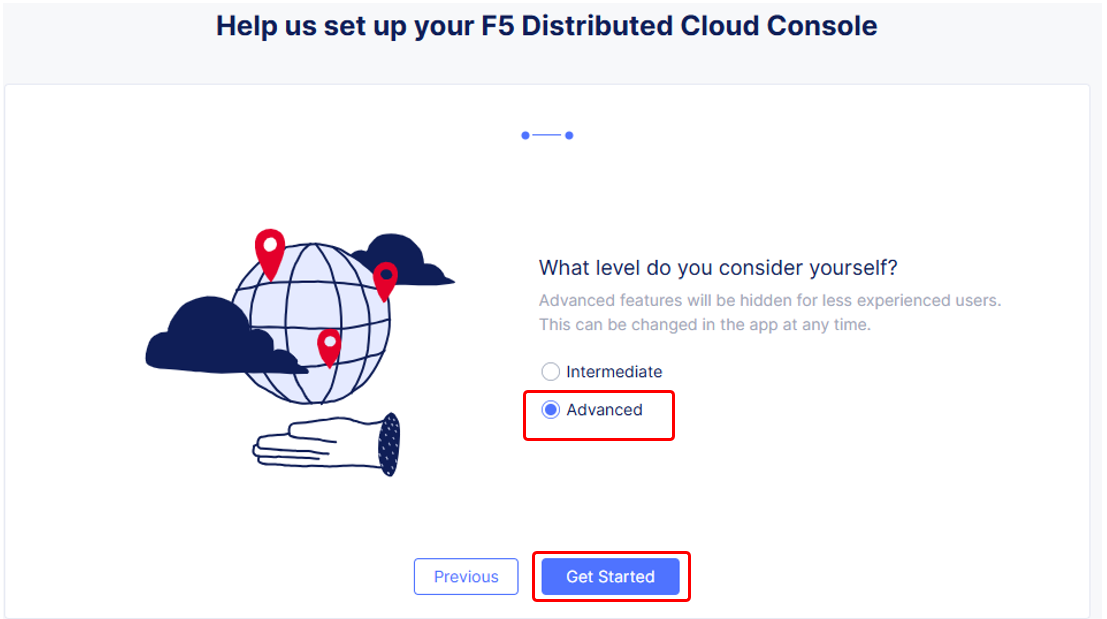 Help us set up your F5 Distributed Cloud Console
What level do you consider yourself?
Advanced features will be hidden for less experienced users.
This can be changed in the app at any time.
Intermediate
Advanced
Previous
Get Started